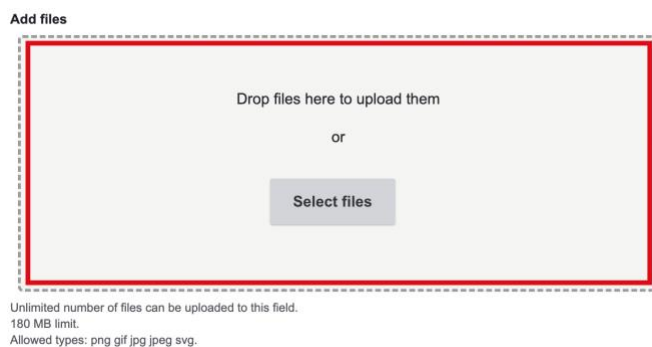 Add files
Drop files here to upload them
or
Select files
Unlimited number of files can be uploaded to this field.
180 MB limit.
Allowed types: png gif jpg jpeg svg.